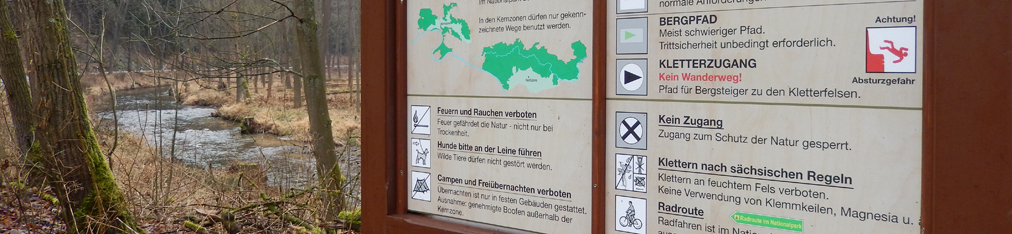 im Nationalpark
In den Kernzonen dürfen nur gekenn-
zeichnete Wege benutzt werden.
Feuern und Rauchen verboten
Feuer gefährdet die Natur - nicht nur bei
Trockenheit.
Hunde bitte an der Leine führen
Wilde Tiere dürfen nicht gestört werden.
Campen und Freiübernachten verboten
Übernachten ist nur in festen Gebäuden gestattet.
Ausnahme: genehmigte Boofen außerhalb der
Kernzone.
normale Anforderungen
BERGPFAD
Meist schwieriger Pfad.
Trittsicherheit unbedingt erforderlich.
Achtung!
Absturzgefahr
KLETTERZUGANG
Kein Wanderweg!
Pfad für Bergsteiger zu den Kletterfelsen.
Kein Zugang
Zugang zum Schutz der Natur gesperrt.
Klettern nach sächsischen Regeln
Klettern an feuchtem Fels verboten.
Keine Verwendung von Klemmkeilen, Magnesia u.
Radroute
Radroute im Nationalpark
Radfahren ist im